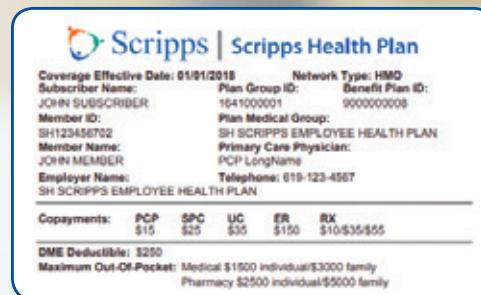 Scripps | Scripps Health Plan
Coverage Effective Date: 01/01/2018 Network Type: HMO
Subscriber Name: Plan Group ID: Benefit Plan ID:
JOHN SUBSCRIBER 1641000001 9000000008
Member ID: Plan Medical Group:
SH123456702 SH SCRIPPS EMPLOYEE HEALTH PLAN
Member Name: Primary Care Physician:
JOHN MEMBER PCP LongName
Employer Name: Telephone: 619-123-4567
SH SCRIPPS EMPLOYEE HEALTH PLAN
Copayments: PCP SPC UC ER RX
$15 $25 $35 $150 $10/$35/$55
DME Deductible: $250
Maximum Out-Of-Pocket: Medical $1500 individual/$3000 family
Pharmacy $2500 individual/$5000 family